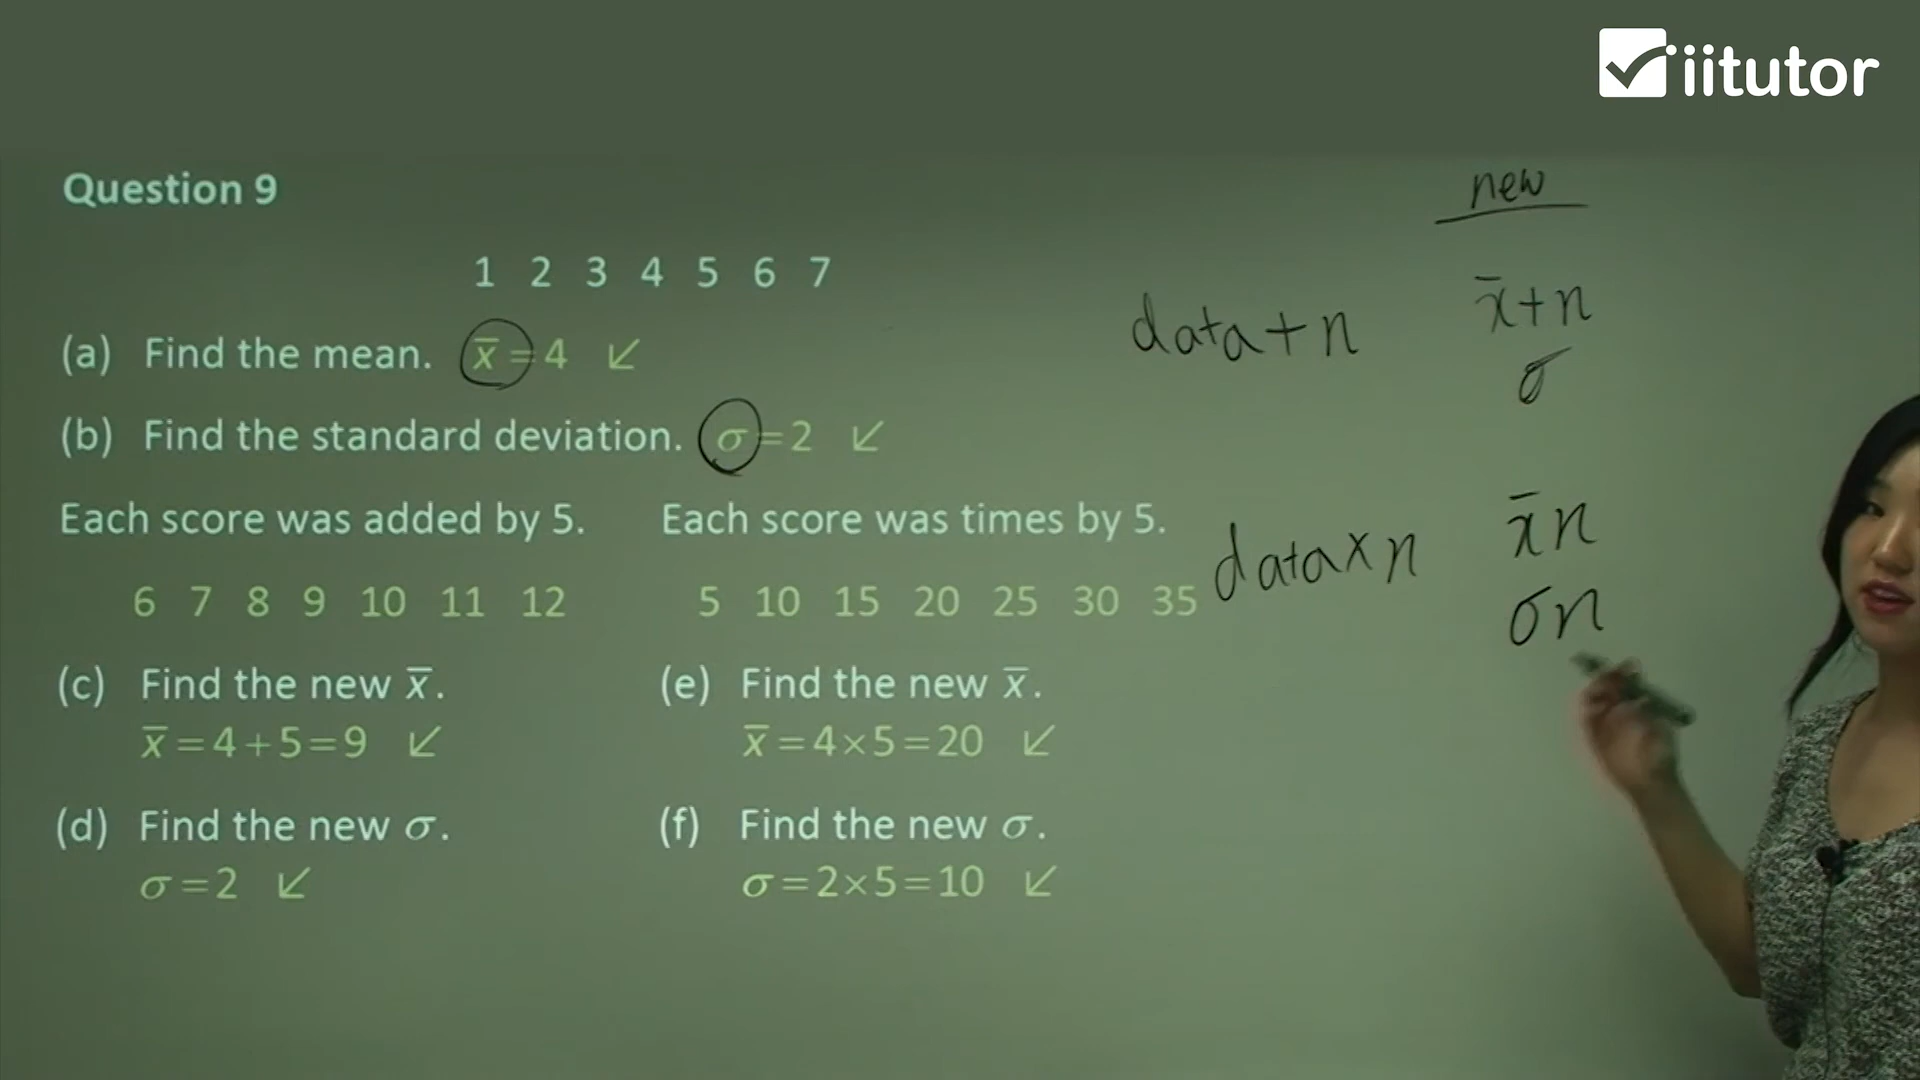 iitutor
Question 9
1 2 3 4 5 6 7
(a) Find the mean. x̅ = 4 ↙
(b) Find the standard deviation. σ = 2 ↙
Each score was added by 5.
6 7 8 9 10 11 12
(c) Find the new x̅.
x̅ = 4 + 5 = 9 ↙
(d) Find the new σ.
σ = 2 ↙
Each score was times by 5.
5 10 15 20 25 30 35
(e) Find the new x̅.
x̅ = 4 × 5 = 20 ↙
(f) Find the new σ.
σ = 2 × 5 = 10 ↙
new
data + n
x̅ + n
σ
data × n
x̅n
σn